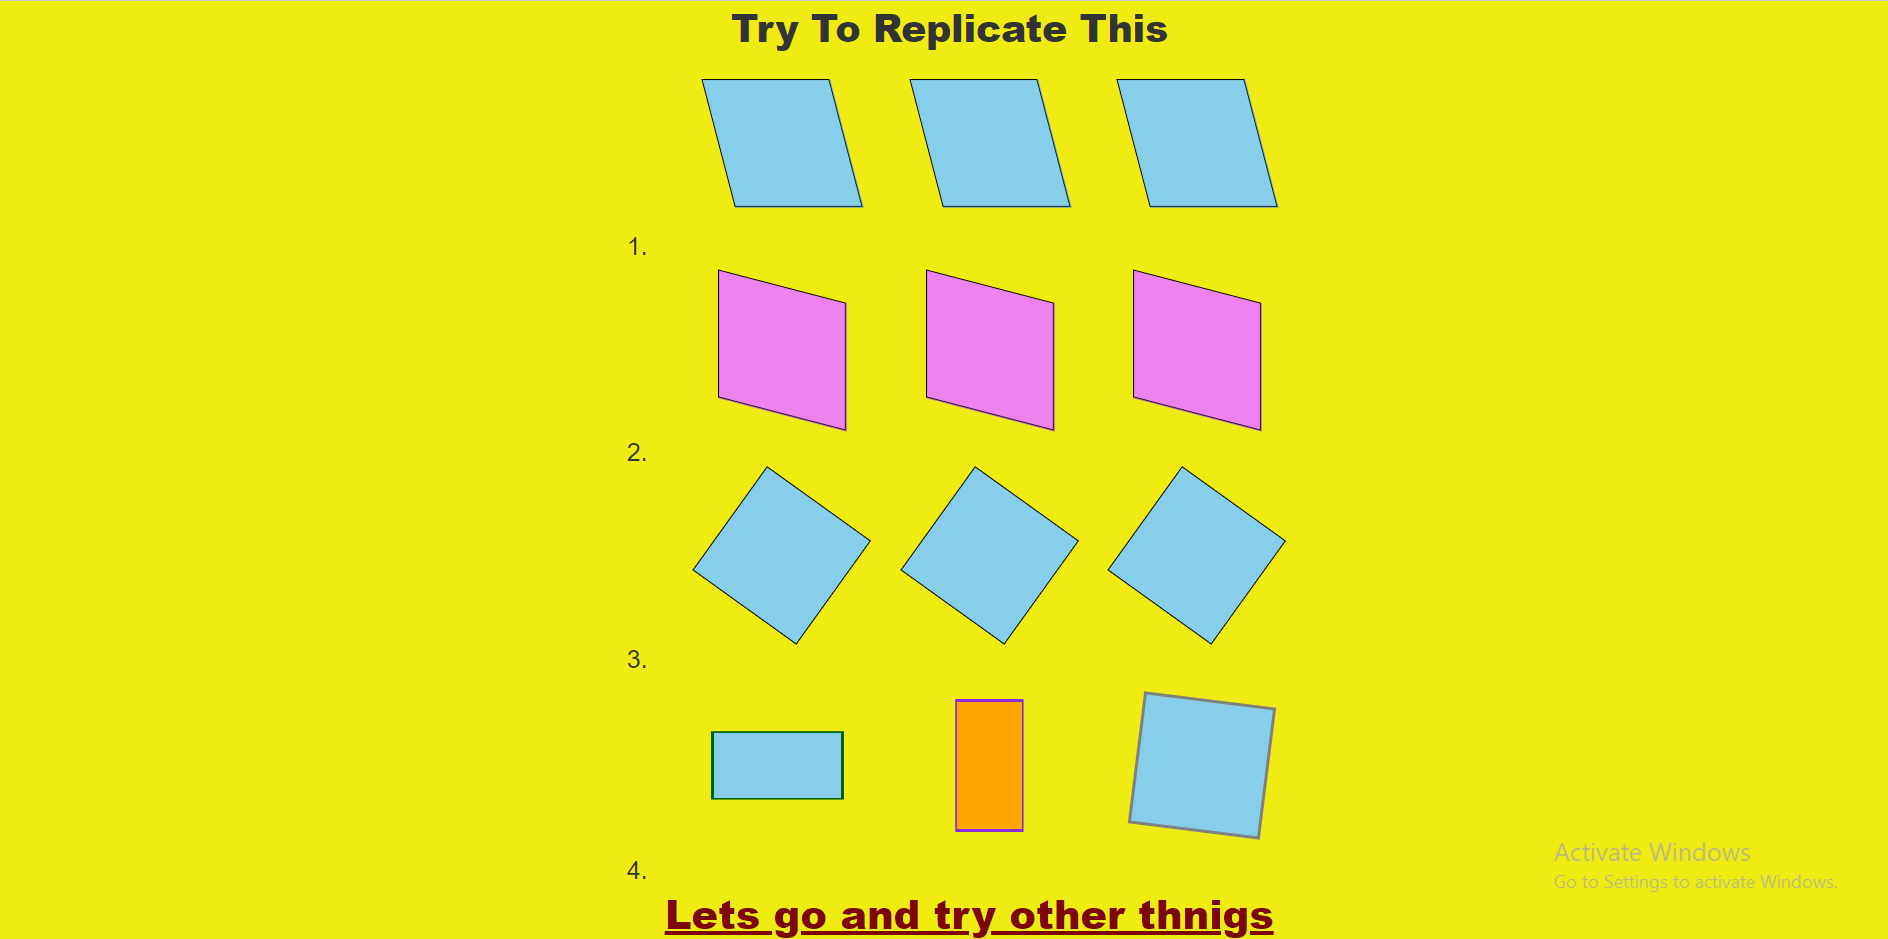 Try To Replicate This
1.
2.
3.
4.
Activate Windows
Go to Settings to activate Windows.
Lets go and try other thnigs